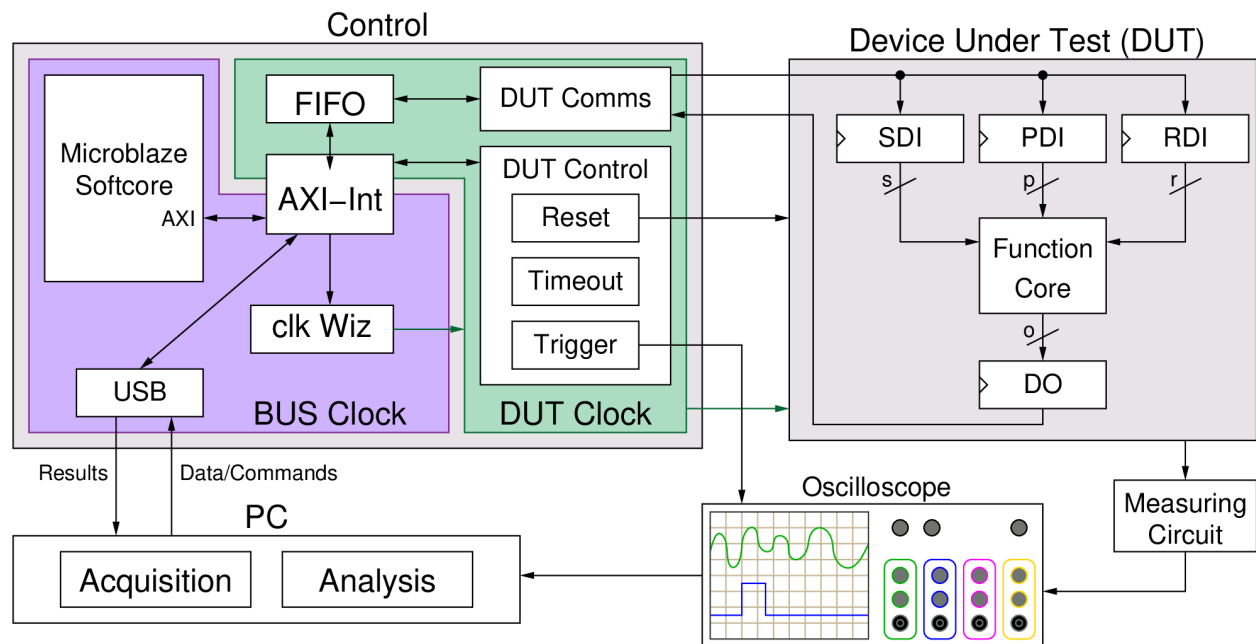 Control
Device Under Test (DUT)
FIFO
DUT Comms
SDI
PDI
RDI
Microblaze
Softcore
AXI
AXI−Int
DUT Control
Reset
Timeout
Trigger
s
p
r
Function
Core
o
DO
clk Wiz
USB
BUS Clock
DUT Clock
Results
Data/Commands
Oscilloscope
Measuring
Circuit
PC
Acquisition
Analysis